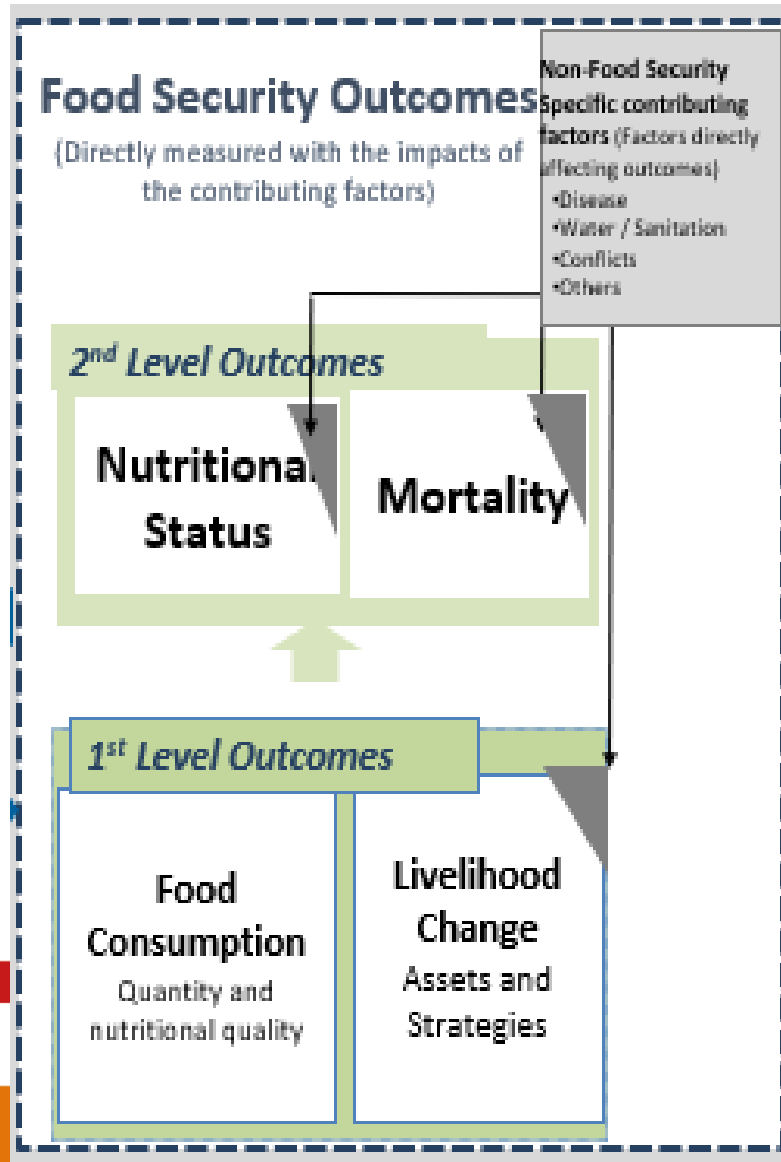 Food Security Outcomes
(Directly measured with the impacts of
the contributing factors)
Non-Food Security
Specific contributing
factors (Factors directly
affecting outcomes)
•Disease
•Water / Sanitation
•Conflicts
•Others
2nd Level Outcomes
Nutritional
Status
Mortality
1st Level Outcomes
Food
Consumption
Quantity and
nutritional quality
Livelihood
Change
Assets and
Strategies